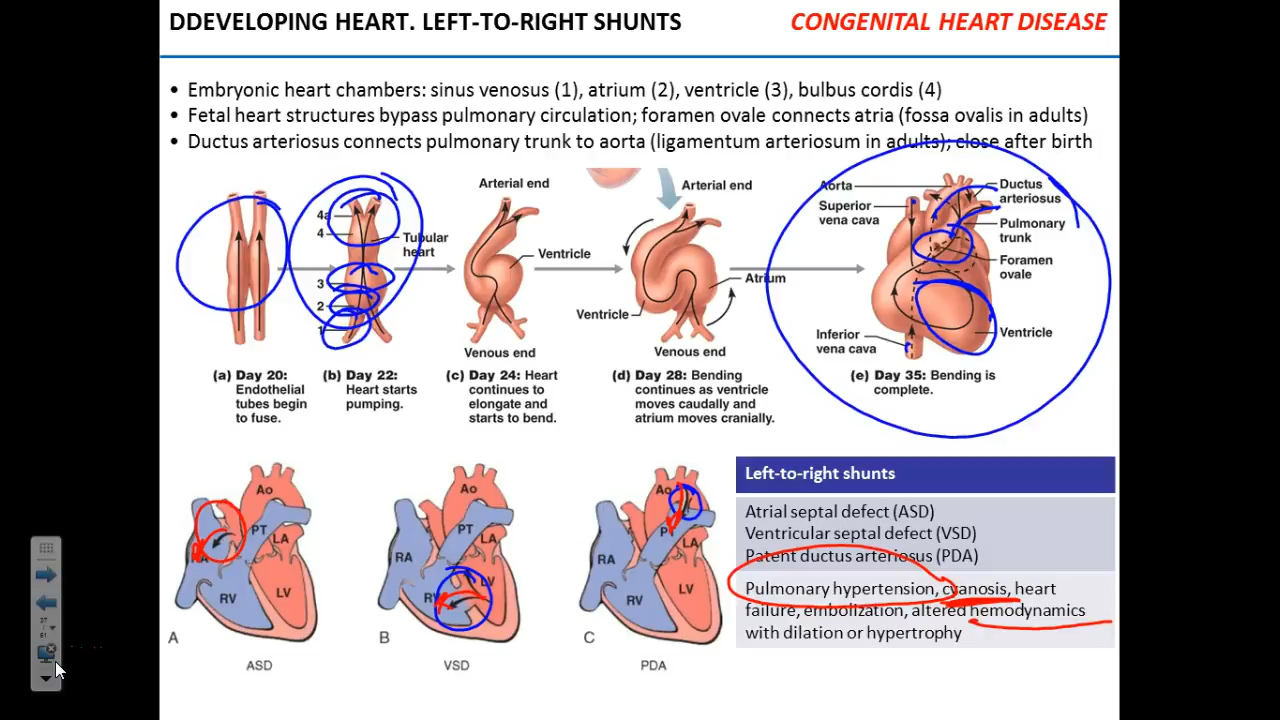 DDEVELOPING HEART. LEFT-TO-RIGHT SHUNTS
CONGENITAL HEART DISEASE
• Embryonic heart chambers: sinus venosus (1), atrium (2), ventricle (3), bulbus cordis (4)
• Fetal heart structures bypass pulmonary circulation; foramen ovale connects atria (fossa ovalis in adults)
• Ductus arteriosus connects pulmonary trunk to aorta (ligamentum arteriosum in adults); close after birth
4a
4
3
2
1
Tubular
heart
(a) Day 20:
Endothelial
tubes begin
to fuse.
(b) Day 22:
Heart starts
pumping.
Arterial end
Ventricle
Venous end
(c) Day 24: Heart
continues to
elongate and
starts to bend.
Arterial end
Atrium
Ventricle
Venous end
(d) Day 28: Bending
continues as ventricle
moves caudally and
atrium moves cranially.
Aorta
Superior
vena cava
Ductus
arteriosus
Pulmonary
trunk
Foramen
ovale
Ventricle
Inferior
vena cava
(e) Day 35: Bending is
complete.
Ao
PT
LA
RA
LV
RV
A
ASD
Ao
PT
LA
RA
LV
RV
B
VSD
Ao
LA
RA
LV
RV
C
PDA
Left-to-right shunts
Atrial septal defect (ASD)
Ventricular septal defect (VSD)
Patent ductus arteriosus (PDA)
Pulmonary hypertension, cyanosis, heart
failure, embolization, altered hemodynamics
with dilation or hypertrophy